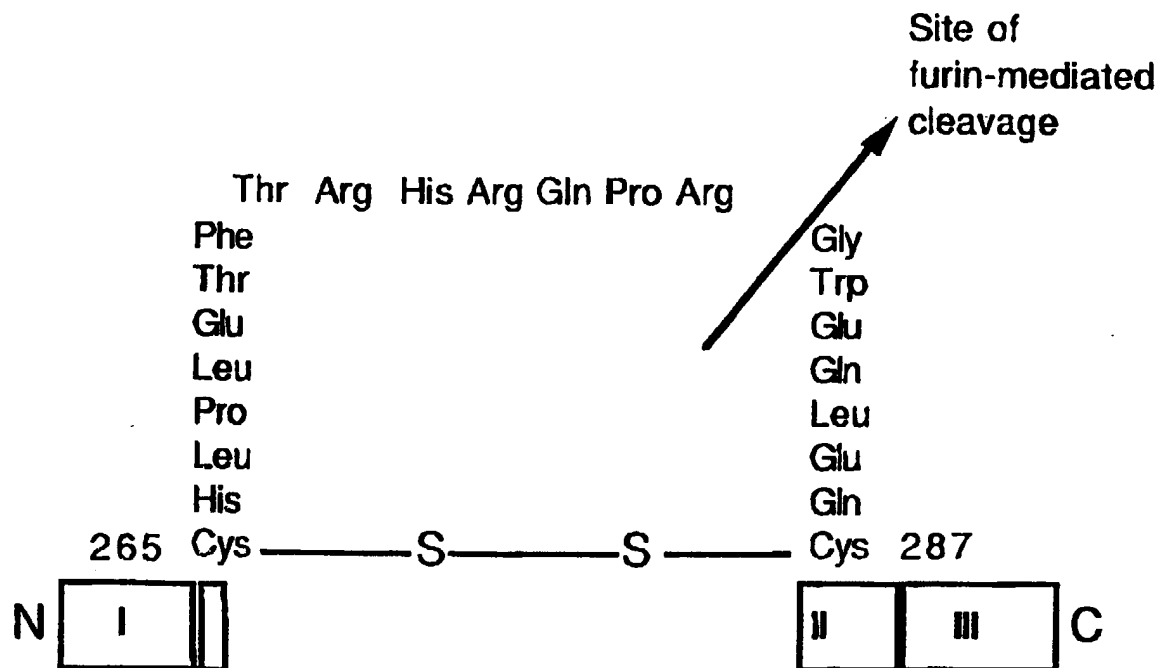 Site of
furin-mediated
cleavage
Thr Arg His Arg Gln Pro Arg
Phe Gly
Thr Trp
Glu Glu
Leu Gln
Pro Leu
Leu Glu
His Gln
265 Cys S S Cys 287
N I II III C